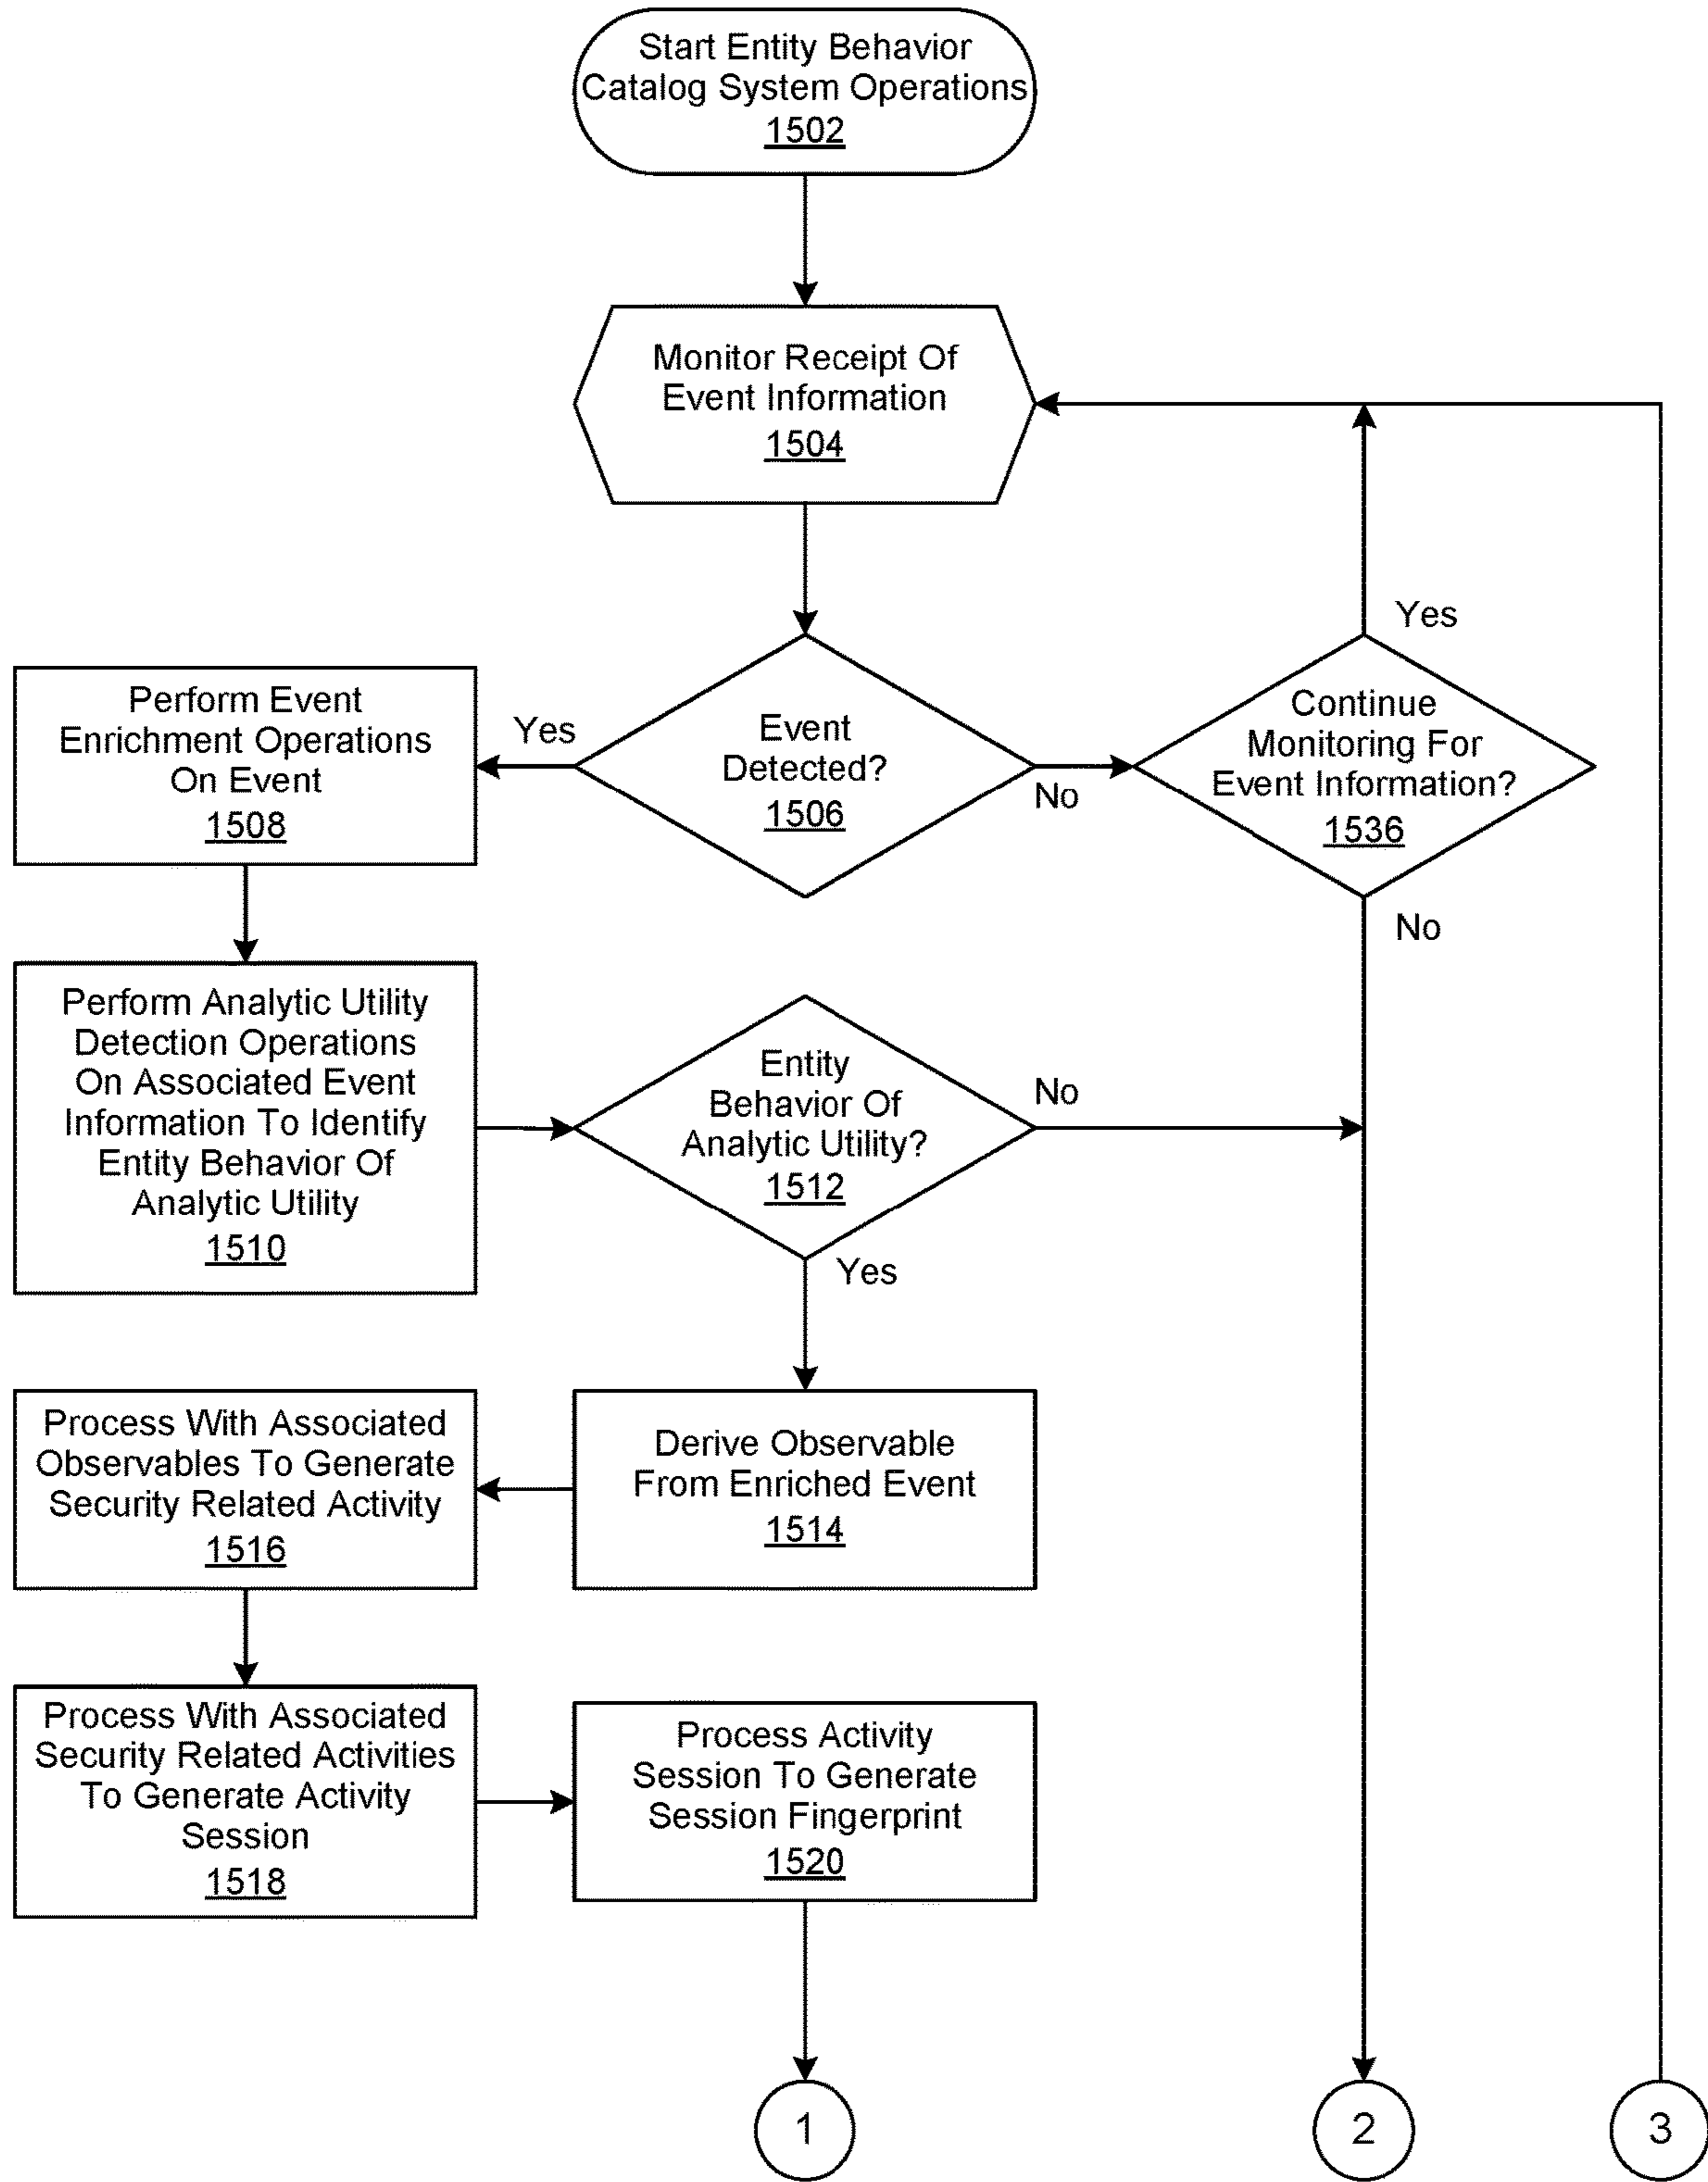 Start Entity Behavior
Catalog System Operations
1502
Monitor Receipt Of
Event Information
1504
Yes
Perform Event
Enrichment Operations
On Event
1508
Yes
Event
Detected?
1506
No
Continue
Monitoring For
Event Information?
1536
No
Perform Analytic Utility
Detection Operations
On Associated Event
Information To Identify
Entity Behavior Of
Analytic Utility
1510
Entity
Behavior Of
Analytic Utility?
1512
No
Yes
Process With Associated
Observables To Generate
Security Related Activity
1516
Derive Observable
From Enriched Event
1514
Process With Associated
Security Related Activities
To Generate Activity
Session
1518
Process Activity
Session To Generate
Session Fingerprint
1520
1
2
3